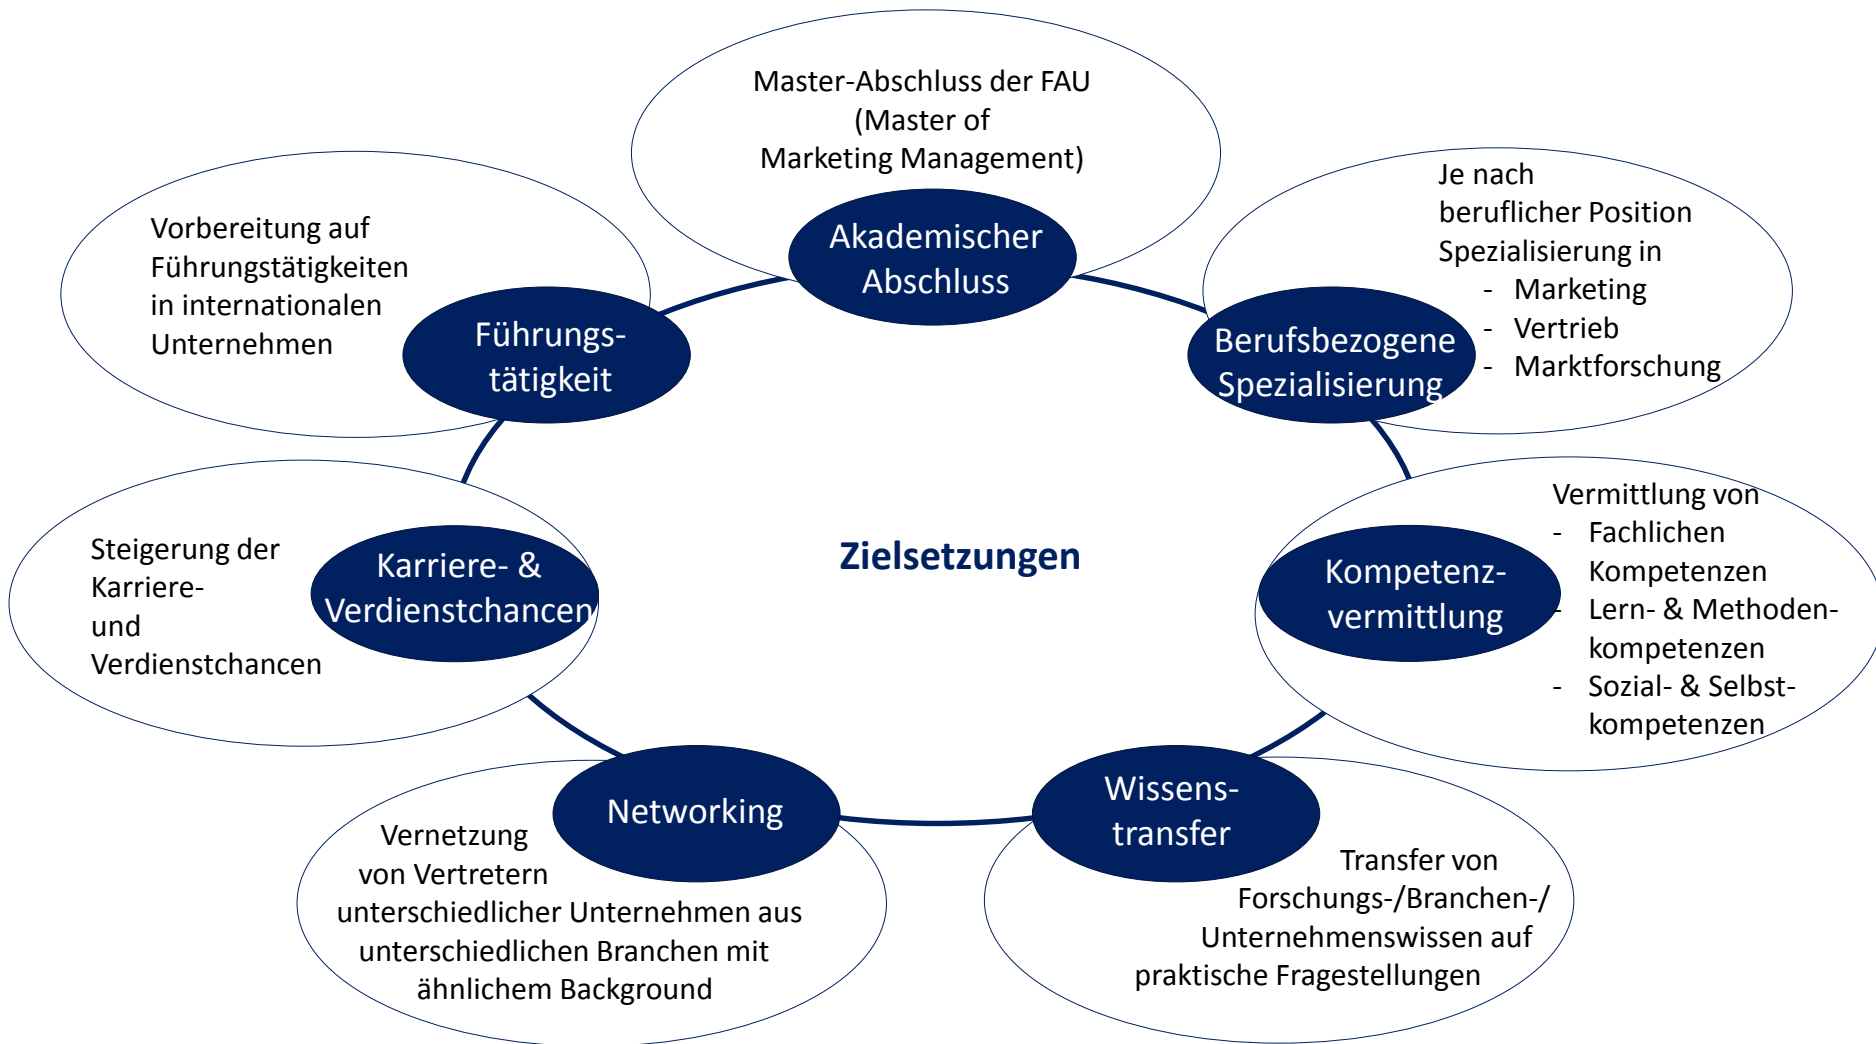 Master-Abschluss der FAU
(Master of
Marketing Management)
Akademischer
Abschluss
Je nach
beruflicher Position
Spezialisierung in
- Marketing
- Vertrieb
- Marktforschung
Berufsbezogene
Spezialisierung
Vermittlung von
- Fachlichen
Kompetenzen
- Lern- & Methoden-
kompetenzen
- Sozial- & Selbst-
kompetenzen
Kompetenz-
vermittlung
Wissens-
transfer
Transfer von
Forschungs-/Branchen-/
Unternehmenswissen auf
praktische Fragestellungen
Networking
Vernetzung
von Vertretern
unterschiedlicher Unternehmen aus
unterschiedlichen Branchen mit
ähnlichem Background
Karriere- &
Verdienstchancen
Steigerung der
Karriere-
und
Verdienstchancen
Führungs-
tätigkeit
Vorbereitung auf
Führungstätigkeiten
in internationalen
Unternehmen
Zielsetzungen